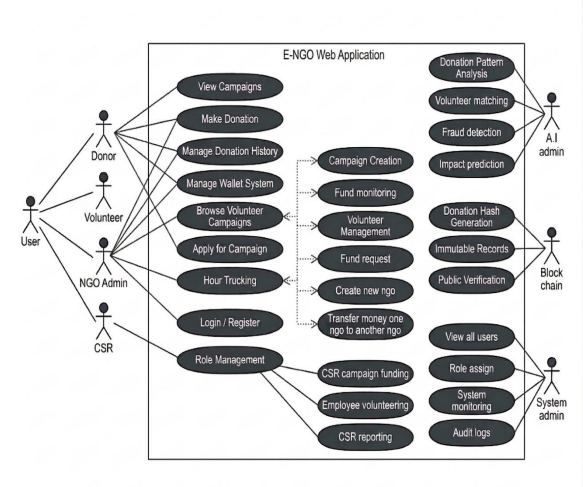 E-NGO Web Application
View Campaigns
Make Donation
Manage Donation History
Manage Wallet System
Browse Volunteer
Campaigns
Apply for Campaign
Hour Trucking
Login / Register
Role Management
Campaign Creation
Fund monitoring
Volunteer
Management
Fund request
Create new ngo
Transfer money one
ngo to another ngo
CSR campaign funding
Employee volunteering
CSR reporting
Donation Pattern
Analysis
Volunteer matching
Fraud detection
Impact prediction
Donation Hash
Generation
Immutable Records
Public Verification
View all users
Role assign
System
monitoring
Audit logs
User
Donor
Volunteer
NGO Admin
CSR
A.I
admin
Block
chain
System
admin